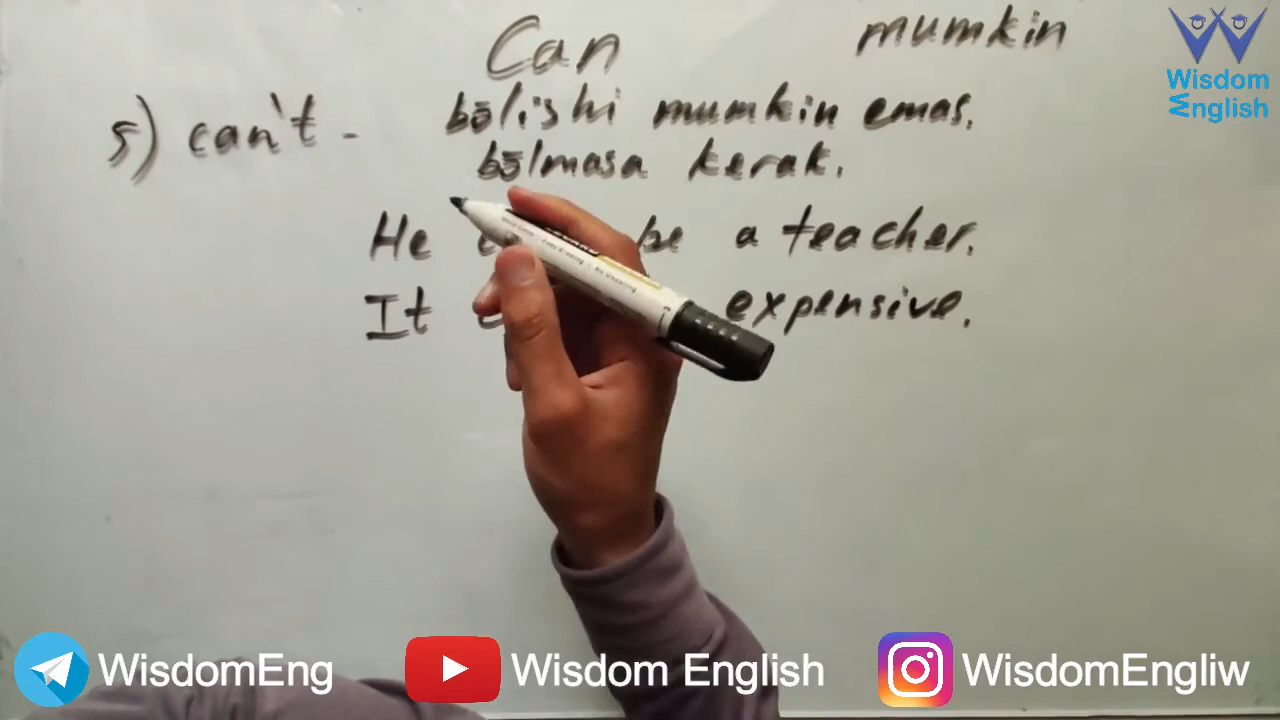 Can mumkin
5) can't - bōlishi mumkin emas.
bōlmasa kerak.
He be a teacher.
It expensive.
Wisdom
English
WisdomEng
Wisdom English
WisdomEngliw